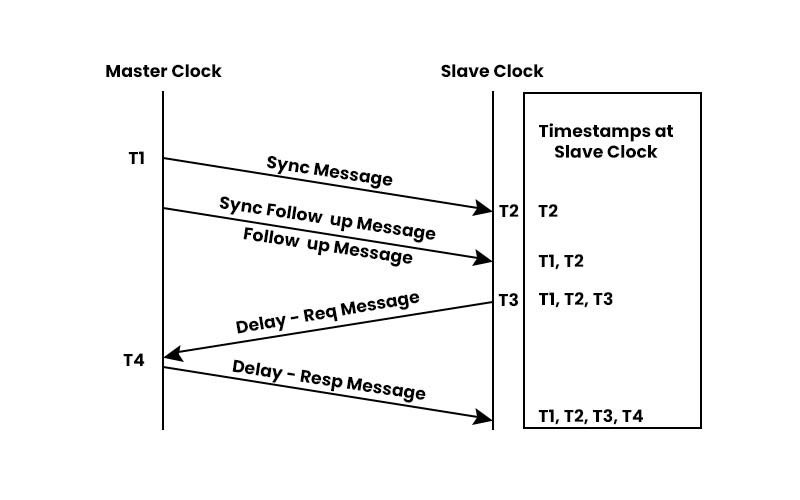 Master Clock
Slave Clock
Timestamps at
Slave Clock
T1
Sync Message
T2
T2
Sync Follow up Message
Follow up Message
T1, T2
Delay - Req Message
T3
T1, T2, T3
T4
Delay - Resp Message
T1, T2, T3, T4